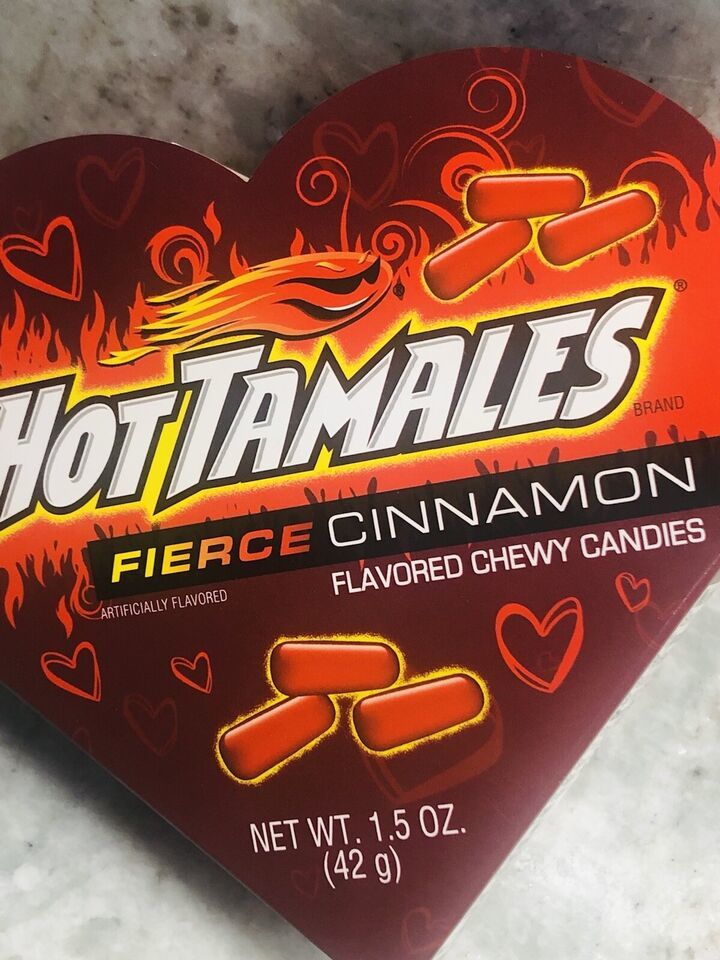 HOT TAMALES®
BRAND
FIERCE CINNAMON
FLAVORED CHEWY CANDIES
ARTIFICIALLY FLAVORED
NET WT. 1.5 OZ.
(42 g)